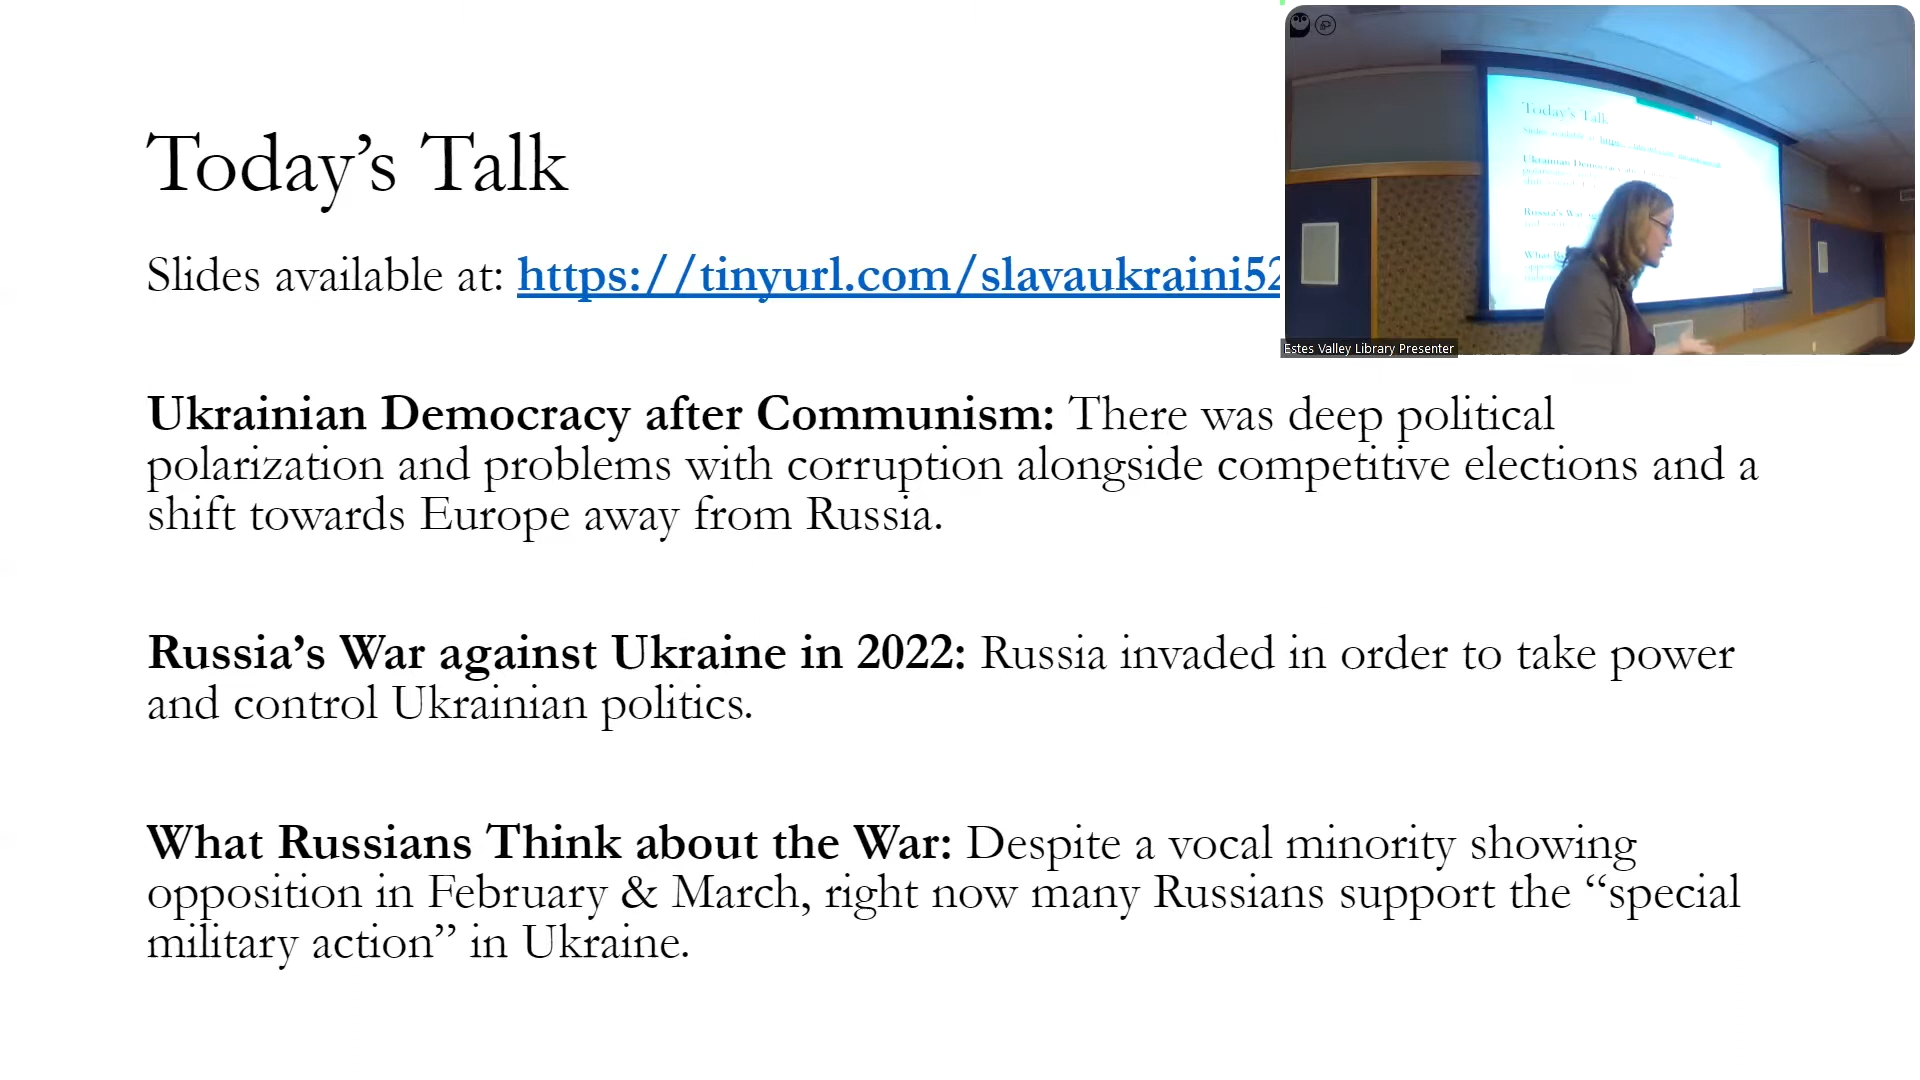 Today’s Talk
Slides available at: https://tinyurl.com/slavaukraini52
Estes Valley Library Presenter
Ukrainian Democracy after Communism: There was deep political
polarization and problems with corruption alongside competitive elections and a
shift towards Europe away from Russia.
Russia’s War against Ukraine in 2022: Russia invaded in order to take power
and control Ukrainian politics.
What Russians Think about the War: Despite a vocal minority showing
opposition in February & March, right now many Russians support the “special
military action” in Ukraine.
Today's Talk